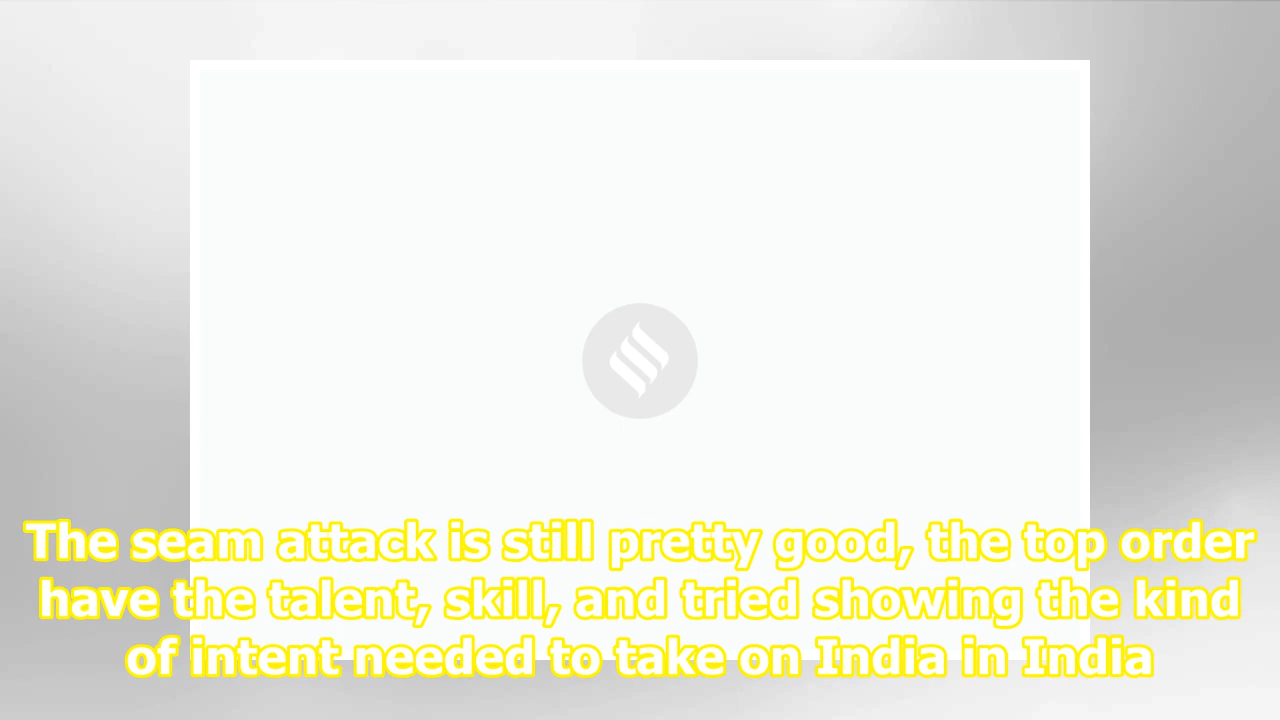 The seam attack is still pretty good, the top order
have the talent, skill, and tried showing the kind
of intent needed to take on India in India